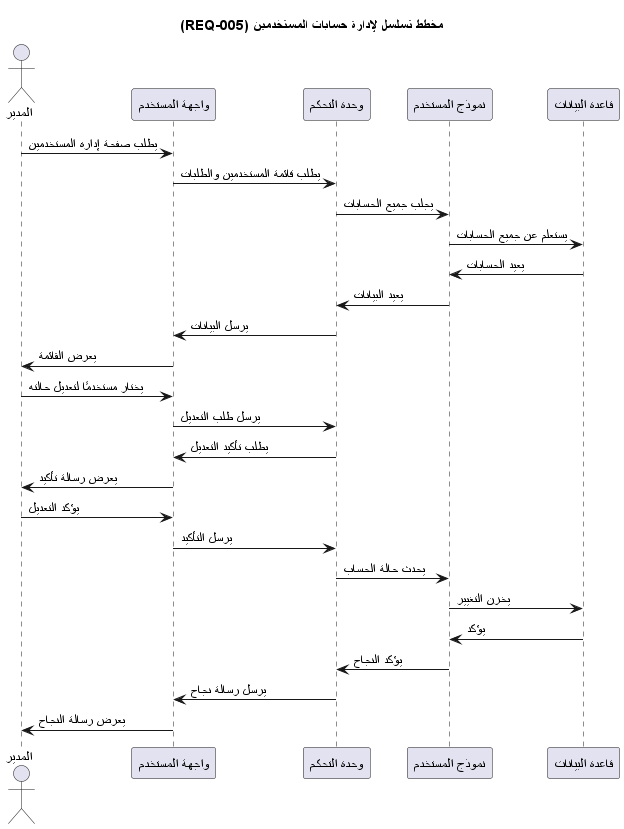 مخطط تسلسل لإدارة حسابات المستخدمين (REQ-005)
المدير
واجهة المستخدم
وحدة التحكم
نموذج المستخدم
قاعدة البيانات
يطلب صفحة إدارة المستخدمين
يطلب قائمة المستخدمين والطلبات
يجلب جميع الحسابات
يستعلم عن جميع الحسابات
يعيد الحسابات
يعيد البيانات
يرسل البيانات
يعرض القائمة
يختار مستخدمًا لتعديل حالته
يرسل طلب التعديل
يطلب تأكيد التعديل
يعرض رسالة تأكيد
يؤكد التعديل
يرسل التأكيد
يحدث حالة الحساب
يخزن التغيير
يؤكد
يؤكد النجاح
يرسل رسالة نجاح
يعرض رسالة النجاح
المدير
واجهة المستخدم
وحدة التحكم
نموذج المستخدم
قاعدة البيانات